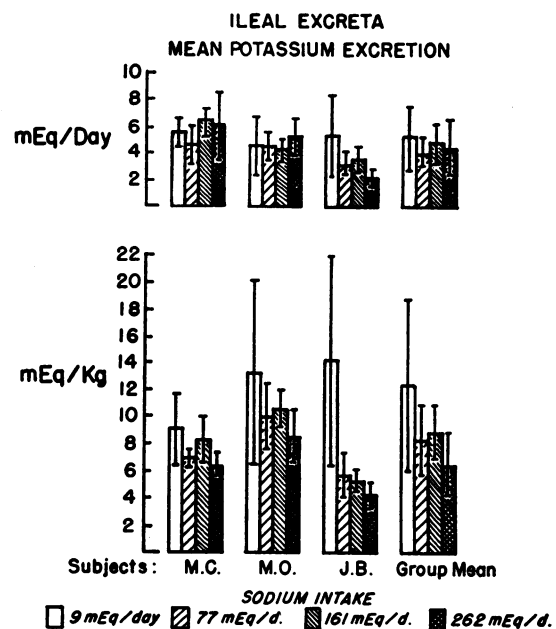 ILEAL EXCRETA
MEAN POTASSIUM EXCRETION
10
8
mEq/Day 6
4
2
22
20
18
16
14
mEq/Kg 12
10
8
6
4
2
Subjects: M.C. M.O. J.B. Group Mean
SODIUM INTAKE
9 mEq/day 77 mEq/d. 161 mEq/d. 262 mEq/d.